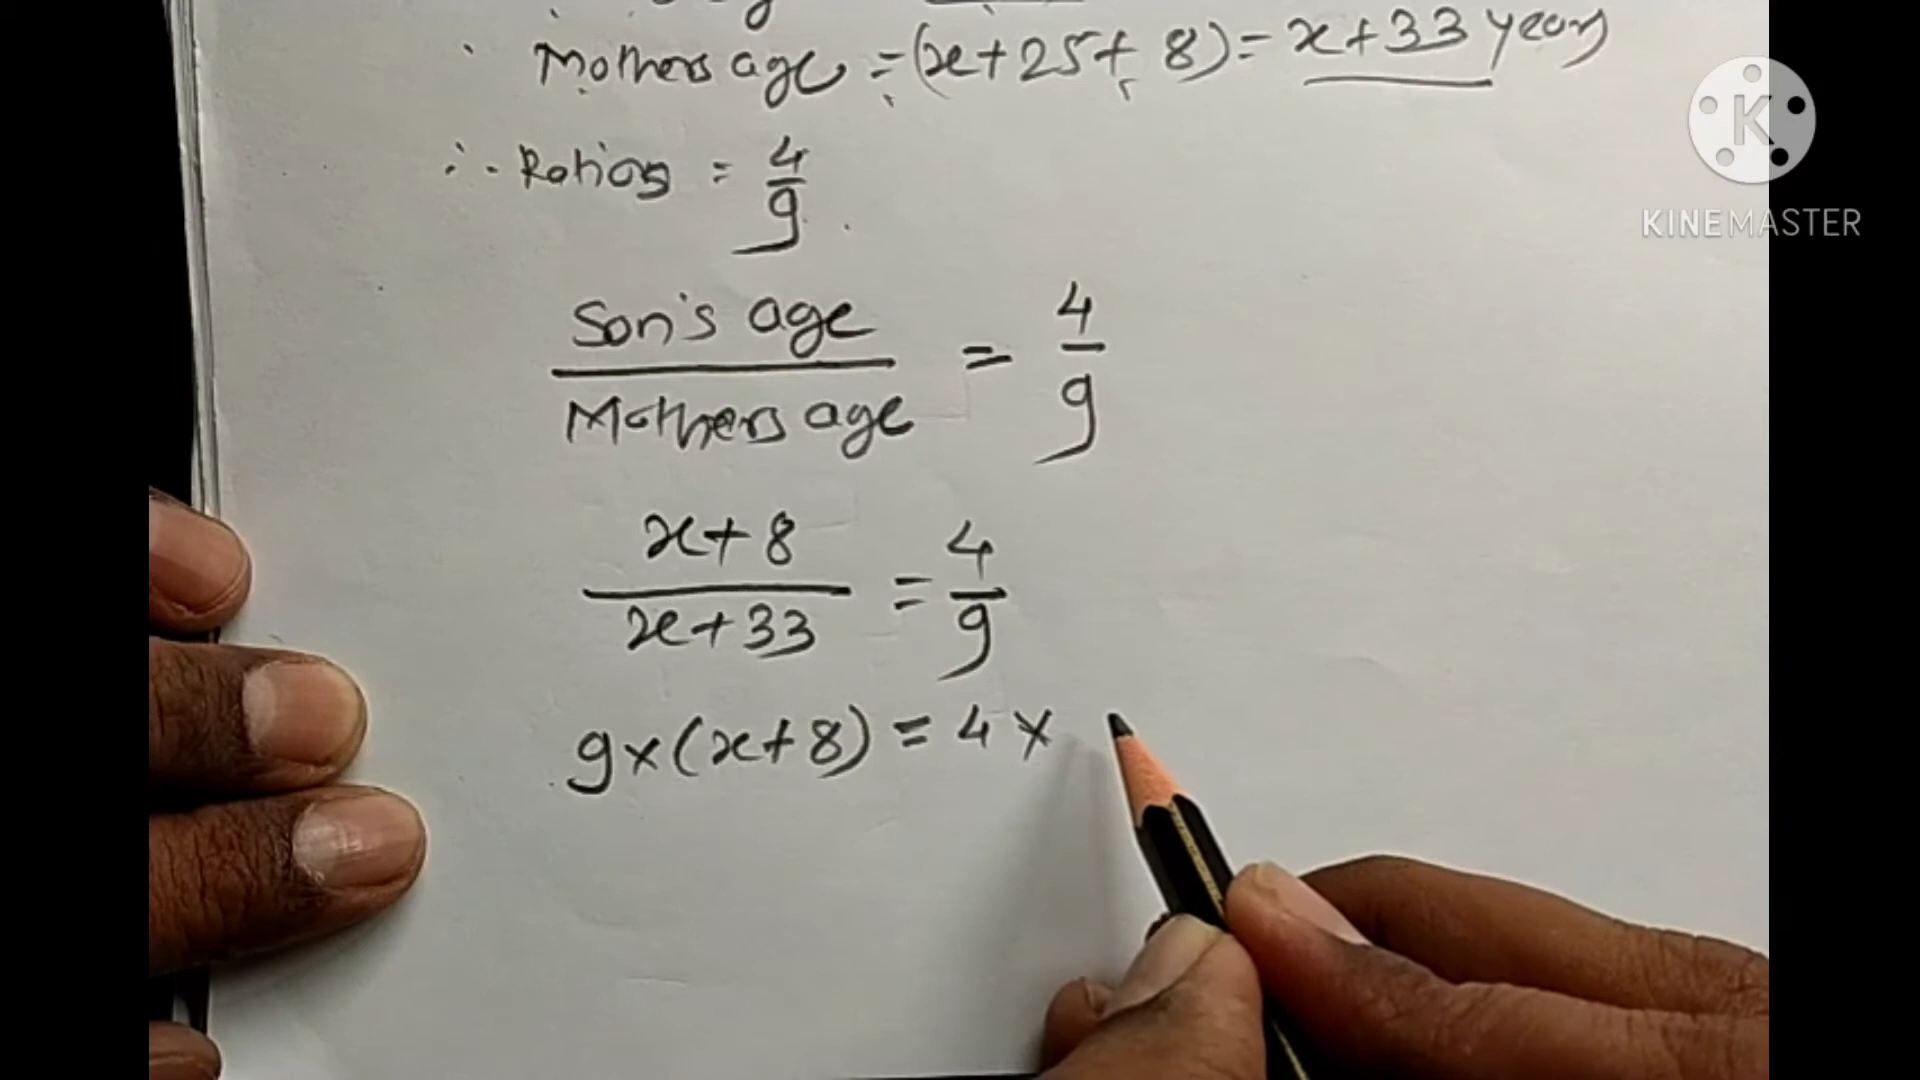 Mothers age = (x+25+8) = x+33 years
K
KINEMASTER
∴ Ratios = 4/9
Son's age / Mothers age = 4/9
x+8 / x+33 = 4/9
9×(x+8) = 4×